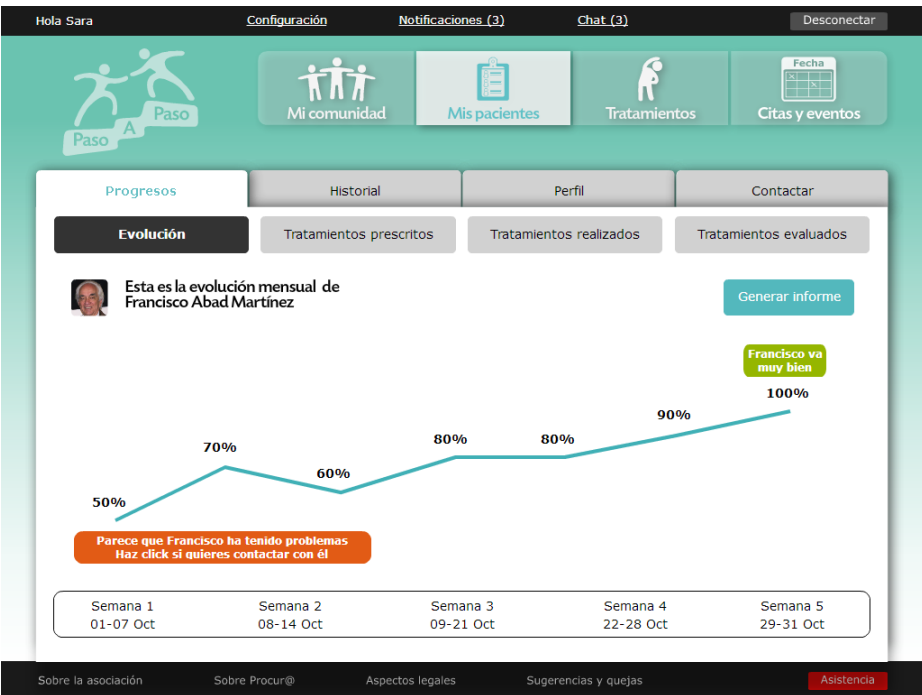 Hola Sara
Configuración
Notificaciones (3)
Chat (3)
Desconectar
Paso
A
Paso
Mi comunidad
Mis pacientes
Tratamientos
Fecha
Citas y eventos
Progresos
Historial
Perfil
Contactar
Evolución
Tratamientos prescritos
Tratamientos realizados
Tratamientos evaluados
Esta es la evolución mensual de
Francisco Abad Martínez
Generar informe
Francisco va
muy bien
100%
90%
80%
80%
70%
60%
50%
Parece que Francisco ha tenido problemas
Haz click si quieres contactar con él
Semana 1
01-07 Oct
Semana 2
08-14 Oct
Semana 3
09-21 Oct
Semana 4
22-28 Oct
Semana 5
29-31 Oct
Sobre la asociación
Sobre Procur@
Aspectos legales
Sugerencias y quejas
Asistencia